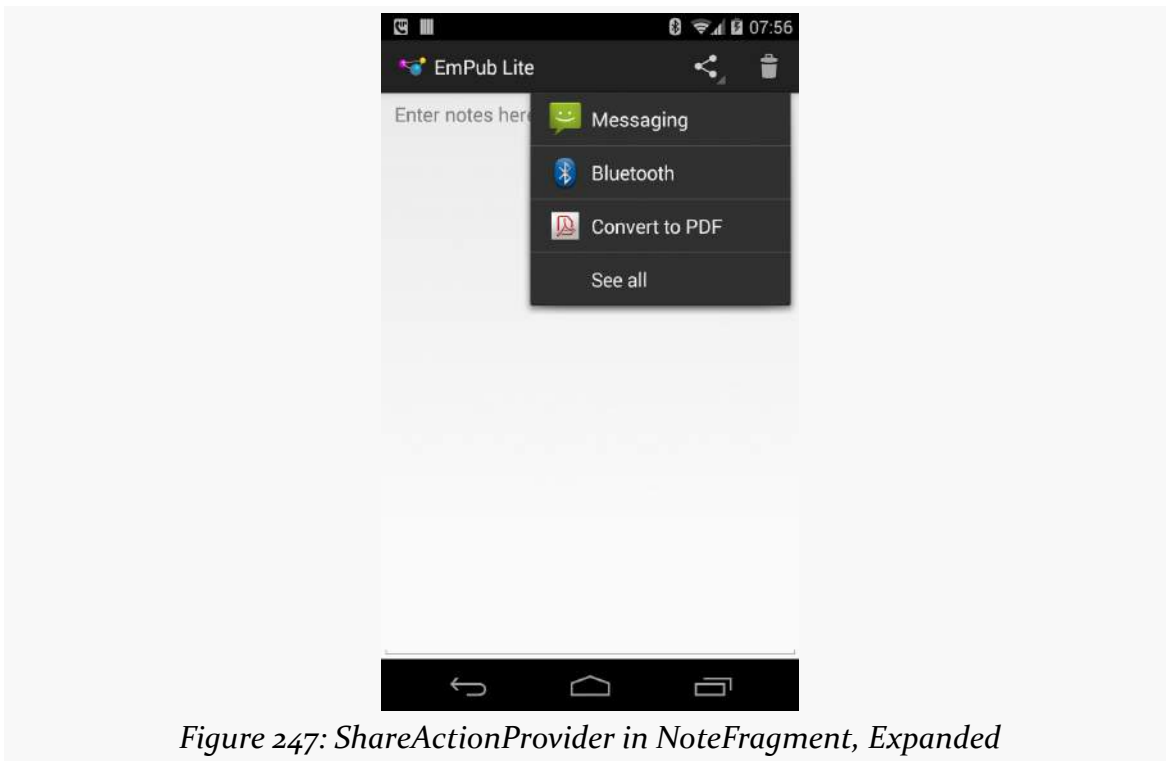 07:56
EmPub Lite
Enter notes here
Messaging
Bluetooth
Convert to PDF
See all
Figure 247: ShareActionProvider in NoteFragment, Expanded